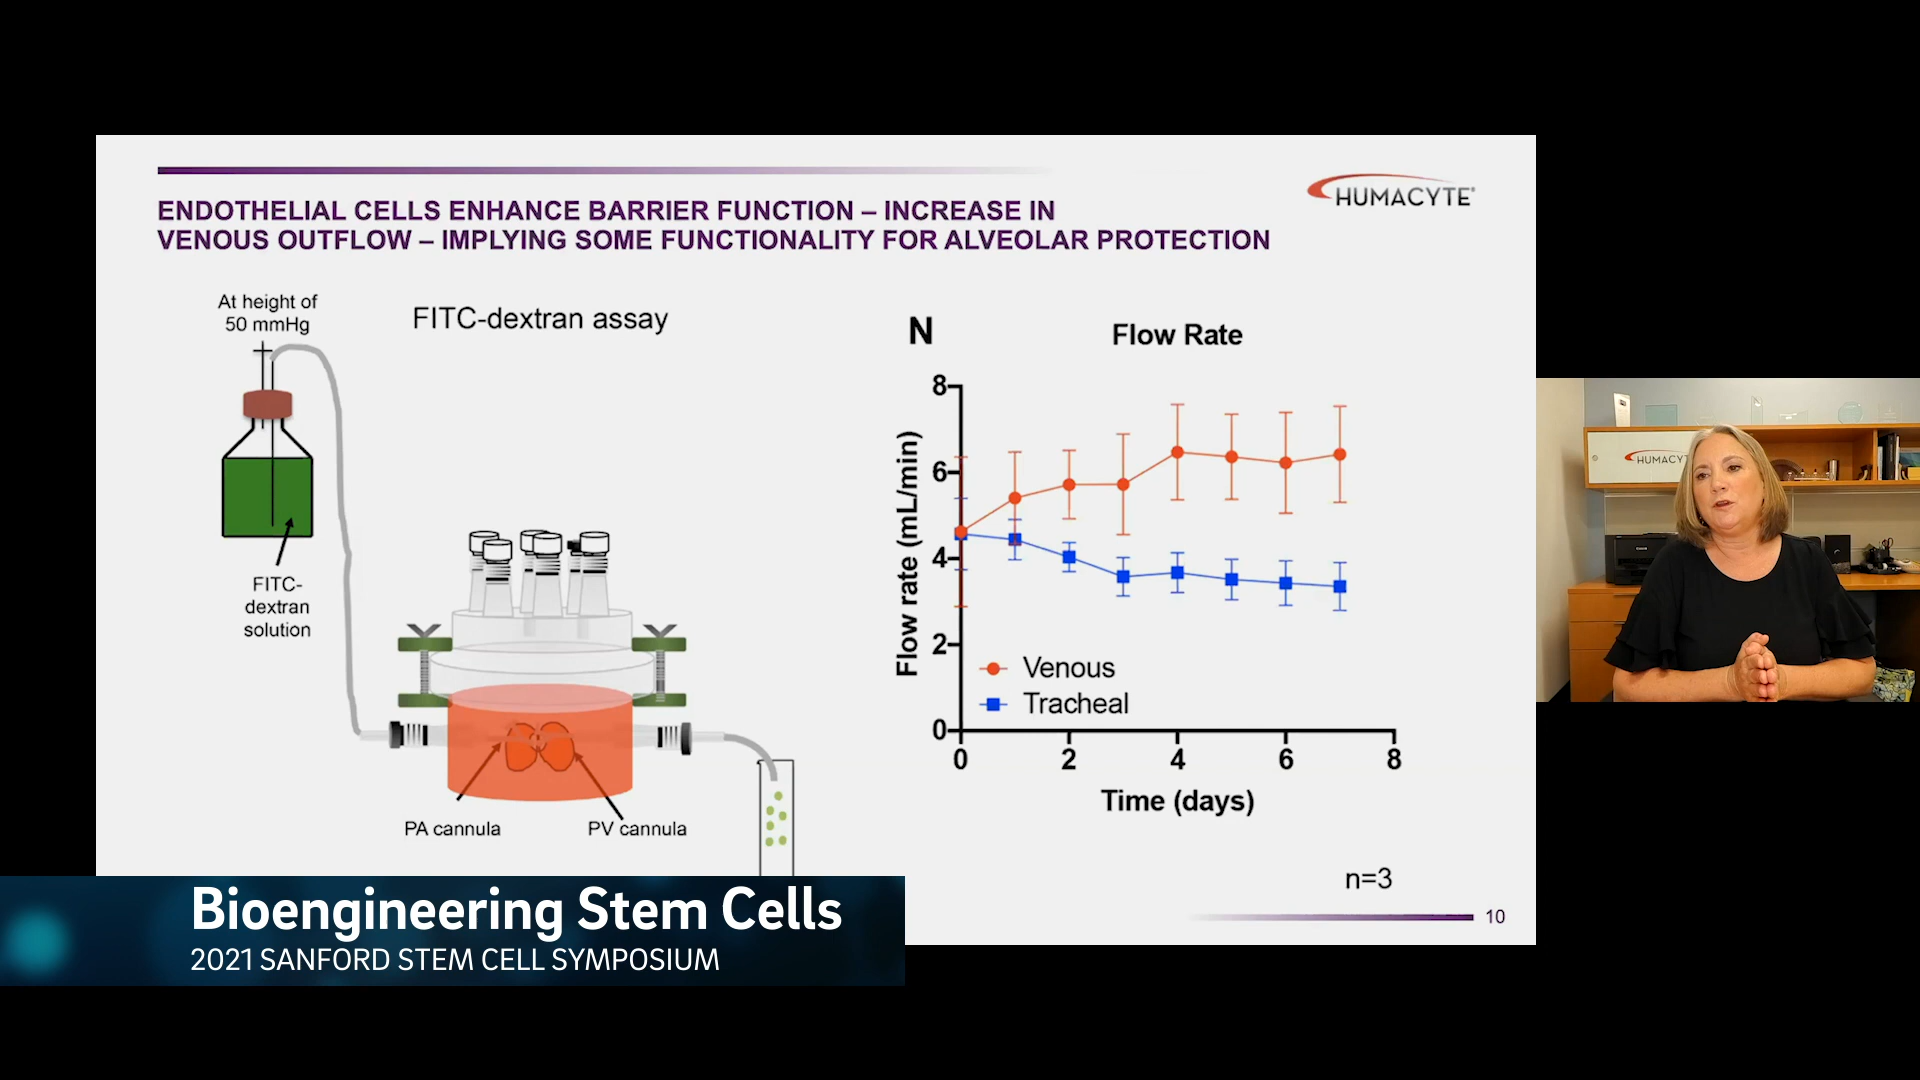 HUMACYTE®
ENDOTHELIAL CELLS ENHANCE BARRIER FUNCTION – INCREASE IN
VENOUS OUTFLOW – IMPLYING SOME FUNCTIONALITY FOR ALVEOLAR PROTECTION
At height of
50 mmHg
FITC-dextran assay
FITC-
dextran
solution
PA cannula
PV cannula
N
Flow Rate
Flow rate (mL/min)
8
6
4
2
0
Venous
Tracheal
0 2 4 6 8
Time (days)
n=3
10
HUMACYT
Bioengineering Stem Cells
2021 SANFORD STEM CELL SYMPOSIUM